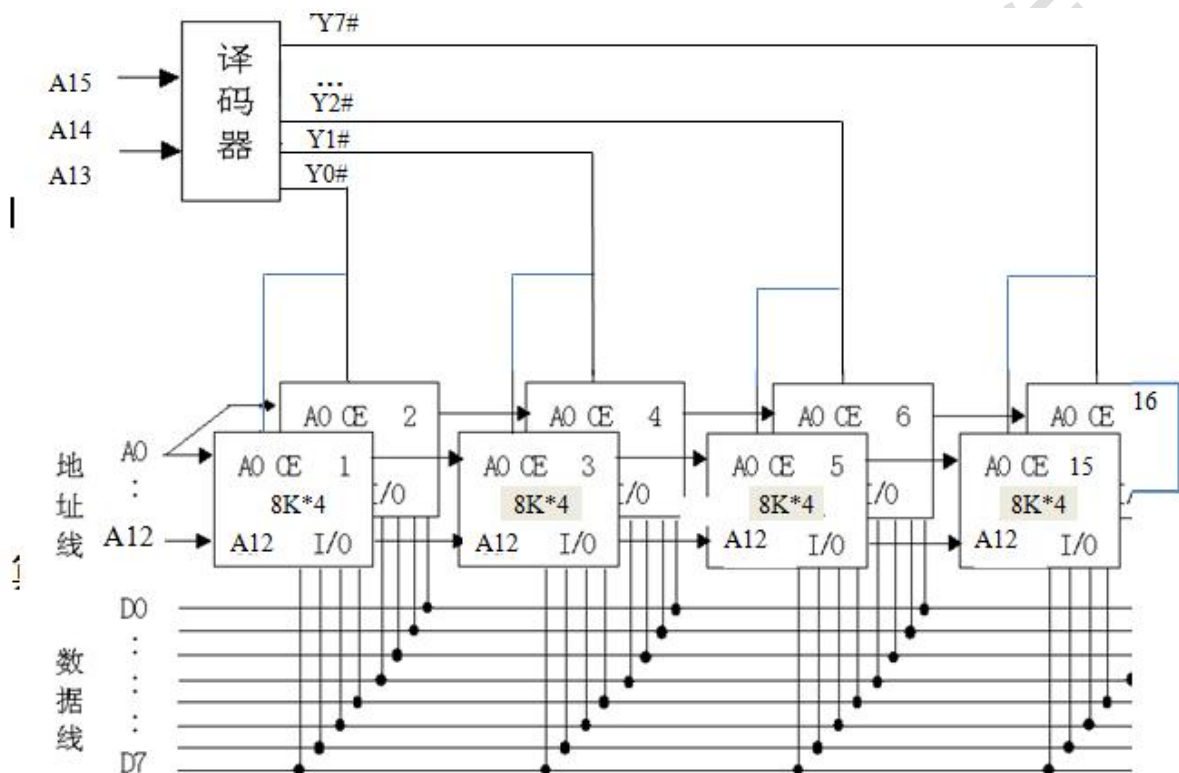 Y7#
译码器
A15
...
Y2#
A14
Y1#
Y0#
A13
A0 CE 2
A0 CE 4
A0 CE 6
A0 CE 16
地址线
A0
:
A12
A0 CE 1
8K*4
A12 I/O
I/O
A0 CE 3
8K*4
A12 I/O
I/O
A0 CE 5
8K*4
A12 I/O
I/O
A0 CE 15
8K*4
A12 I/O
数据线
D0
:
:
:
D7